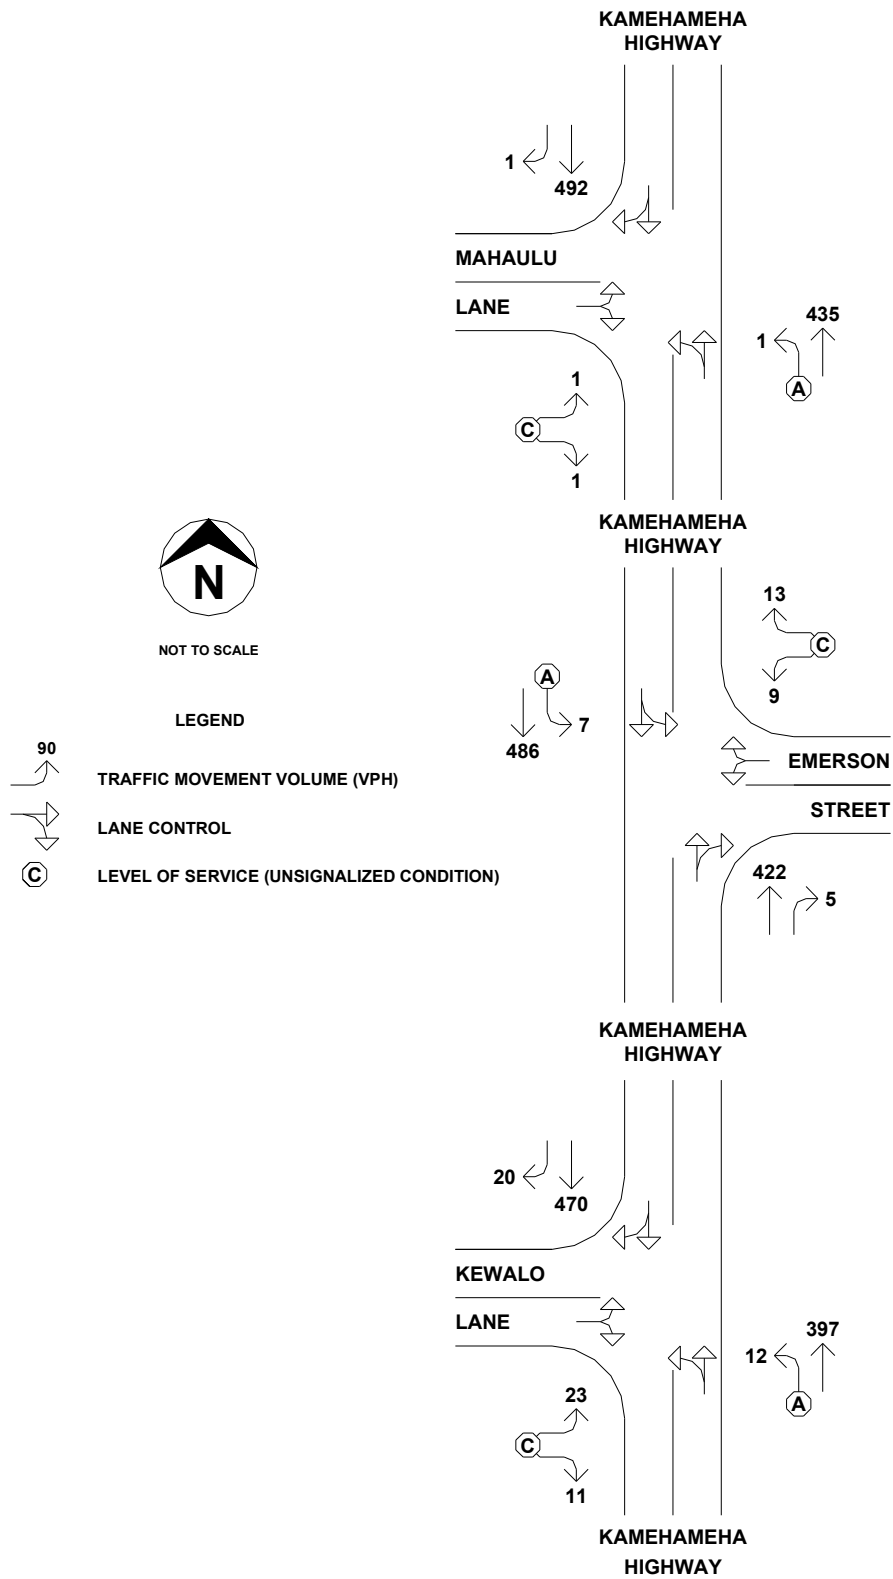 KAMEHAMEHA
HIGHWAY
1
492
MAHAULU
LANE
435
1
A
1
C
1
KAMEHAMEHA
HIGHWAY
N
NOT TO SCALE
13
C
9
A
7
486
EMERSON
STREET
422
5
LEGEND
90
TRAFFIC MOVEMENT VOLUME (VPH)
LANE CONTROL
C
LEVEL OF SERVICE (UNSIGNALIZED CONDITION)
KAMEHAMEHA
HIGHWAY
20
470
KEWALO
LANE
397
12
A
23
C
11
KAMEHAMEHA
HIGHWAY